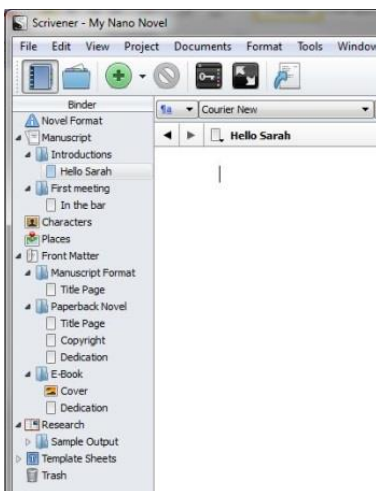 Scrivener - My Nano Novel
File Edit View Project Documents Format Tools Window
Binder
¶a Courier New
Novel Format
Manuscript
Hello Sarah
Introductions
Hello Sarah
First meeting
In the bar
Characters
Places
Front Matter
Manuscript Format
Title Page
Paperback Novel
Title Page
Copyright
Dedication
E-Book
Cover
Dedication
Research
Sample Output
Template Sheets
Trash